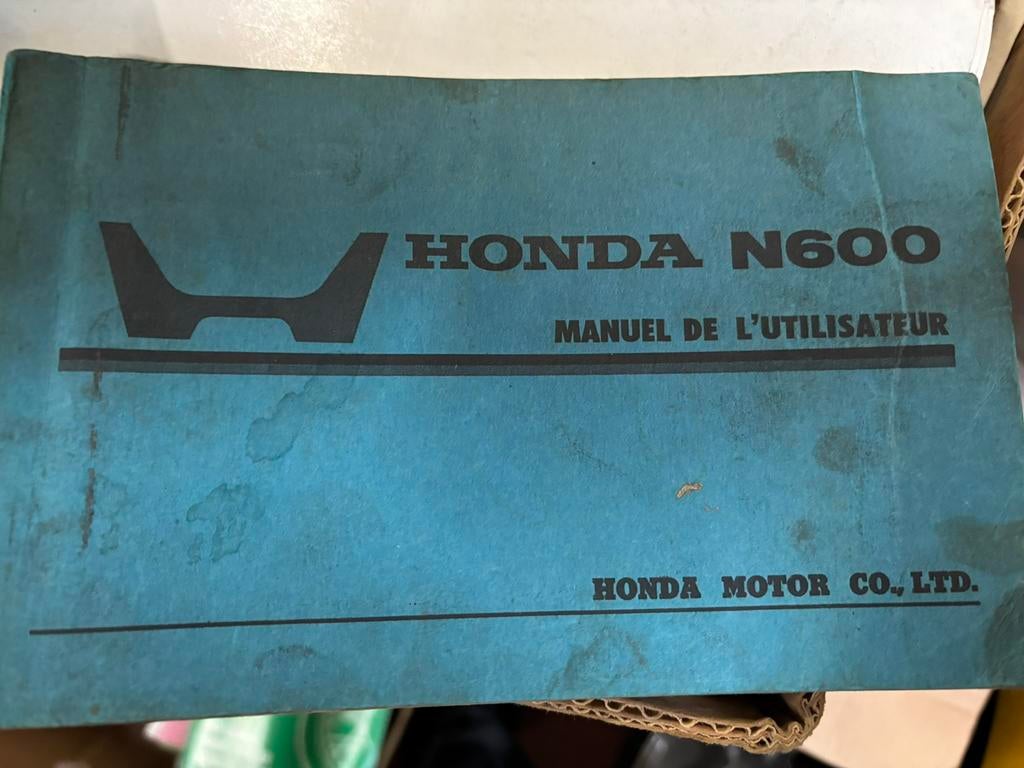 HONDA N600
MANUEL DE L'UTILISATEUR
HONDA MOTOR CO., LTD.